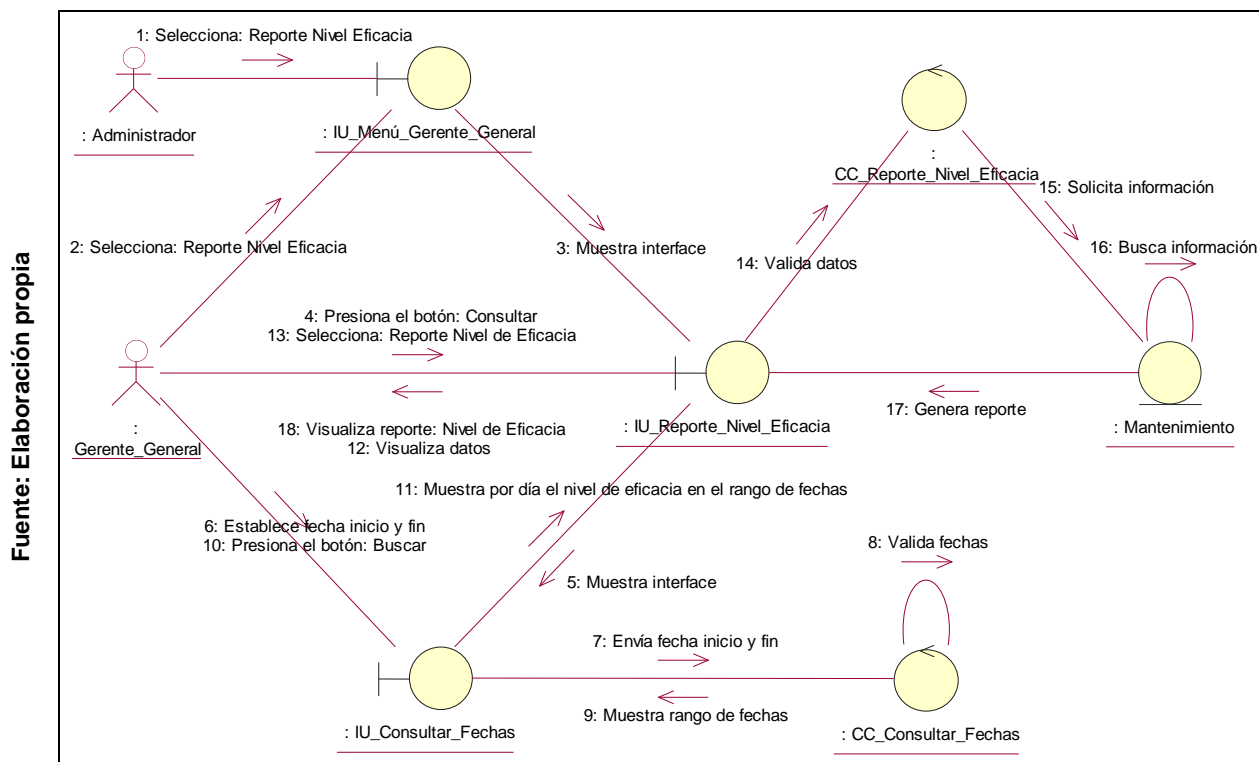 Fuente: Elaboración propia
1: Selecciona: Reporte Nivel Eficacia
: Administrador
: IU_Menú_Gerente_General
:
CC_Reporte_Nivel_Eficacia
15: Solicita información
2: Selecciona: Reporte Nivel Eficacia
3: Muestra interface
14: Valida datos
16: Busca información
4: Presiona el botón: Consultar
13: Selecciona: Reporte Nivel de Eficacia
17: Genera reporte
:
Gerente_General
18: Visualiza reporte: Nivel de Eficacia
12: Visualiza datos
: IU_Reporte_Nivel_Eficacia
: Mantenimiento
11: Muestra por día el nivel de eficacia en el rango de fechas
6: Establece fecha inicio y fin
10: Presiona el botón: Buscar
8: Valida fechas
5: Muestra interface
7: Envía fecha inicio y fin
9: Muestra rango de fechas
: IU_Consultar_Fechas
: CC_Consultar_Fechas